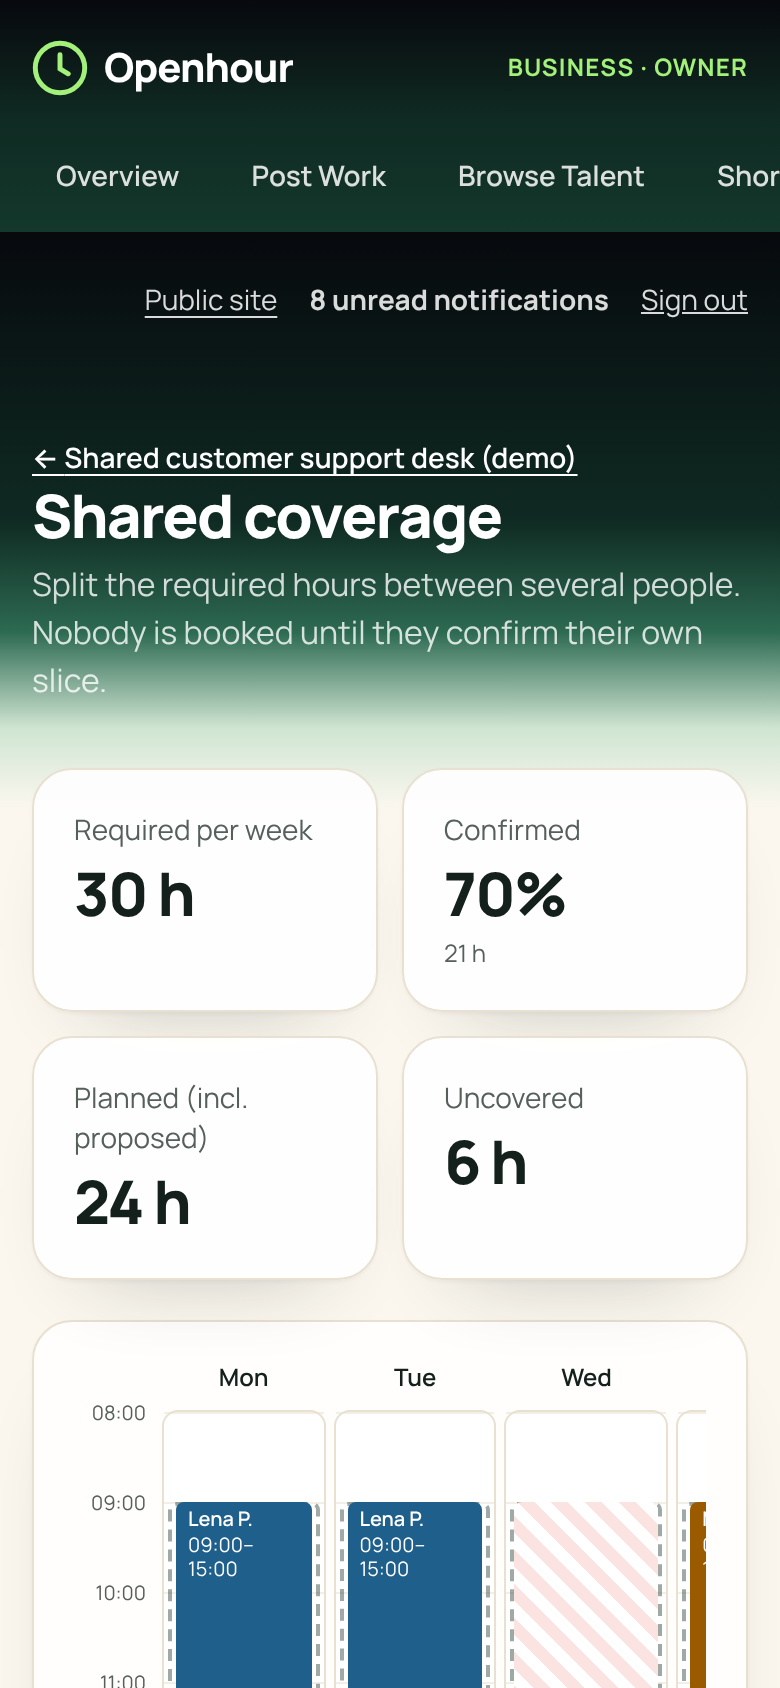 Openhour
BUSINESS · OWNER
Overview Post Work Browse Talent Shor
Public site 8 unread notifications Sign out
← Shared customer support desk (demo)
Shared coverage
Split the required hours between several people.
Nobody is booked until they confirm their own
slice.
Required per week
30 h
Confirmed
70%
21 h
Planned (incl.
proposed)
24 h
Uncovered
6 h
Mon Tue Wed
08:00
09:00
Lena P.
09:00–
15:00
Lena P.
09:00–
15:00
10:00
11:00